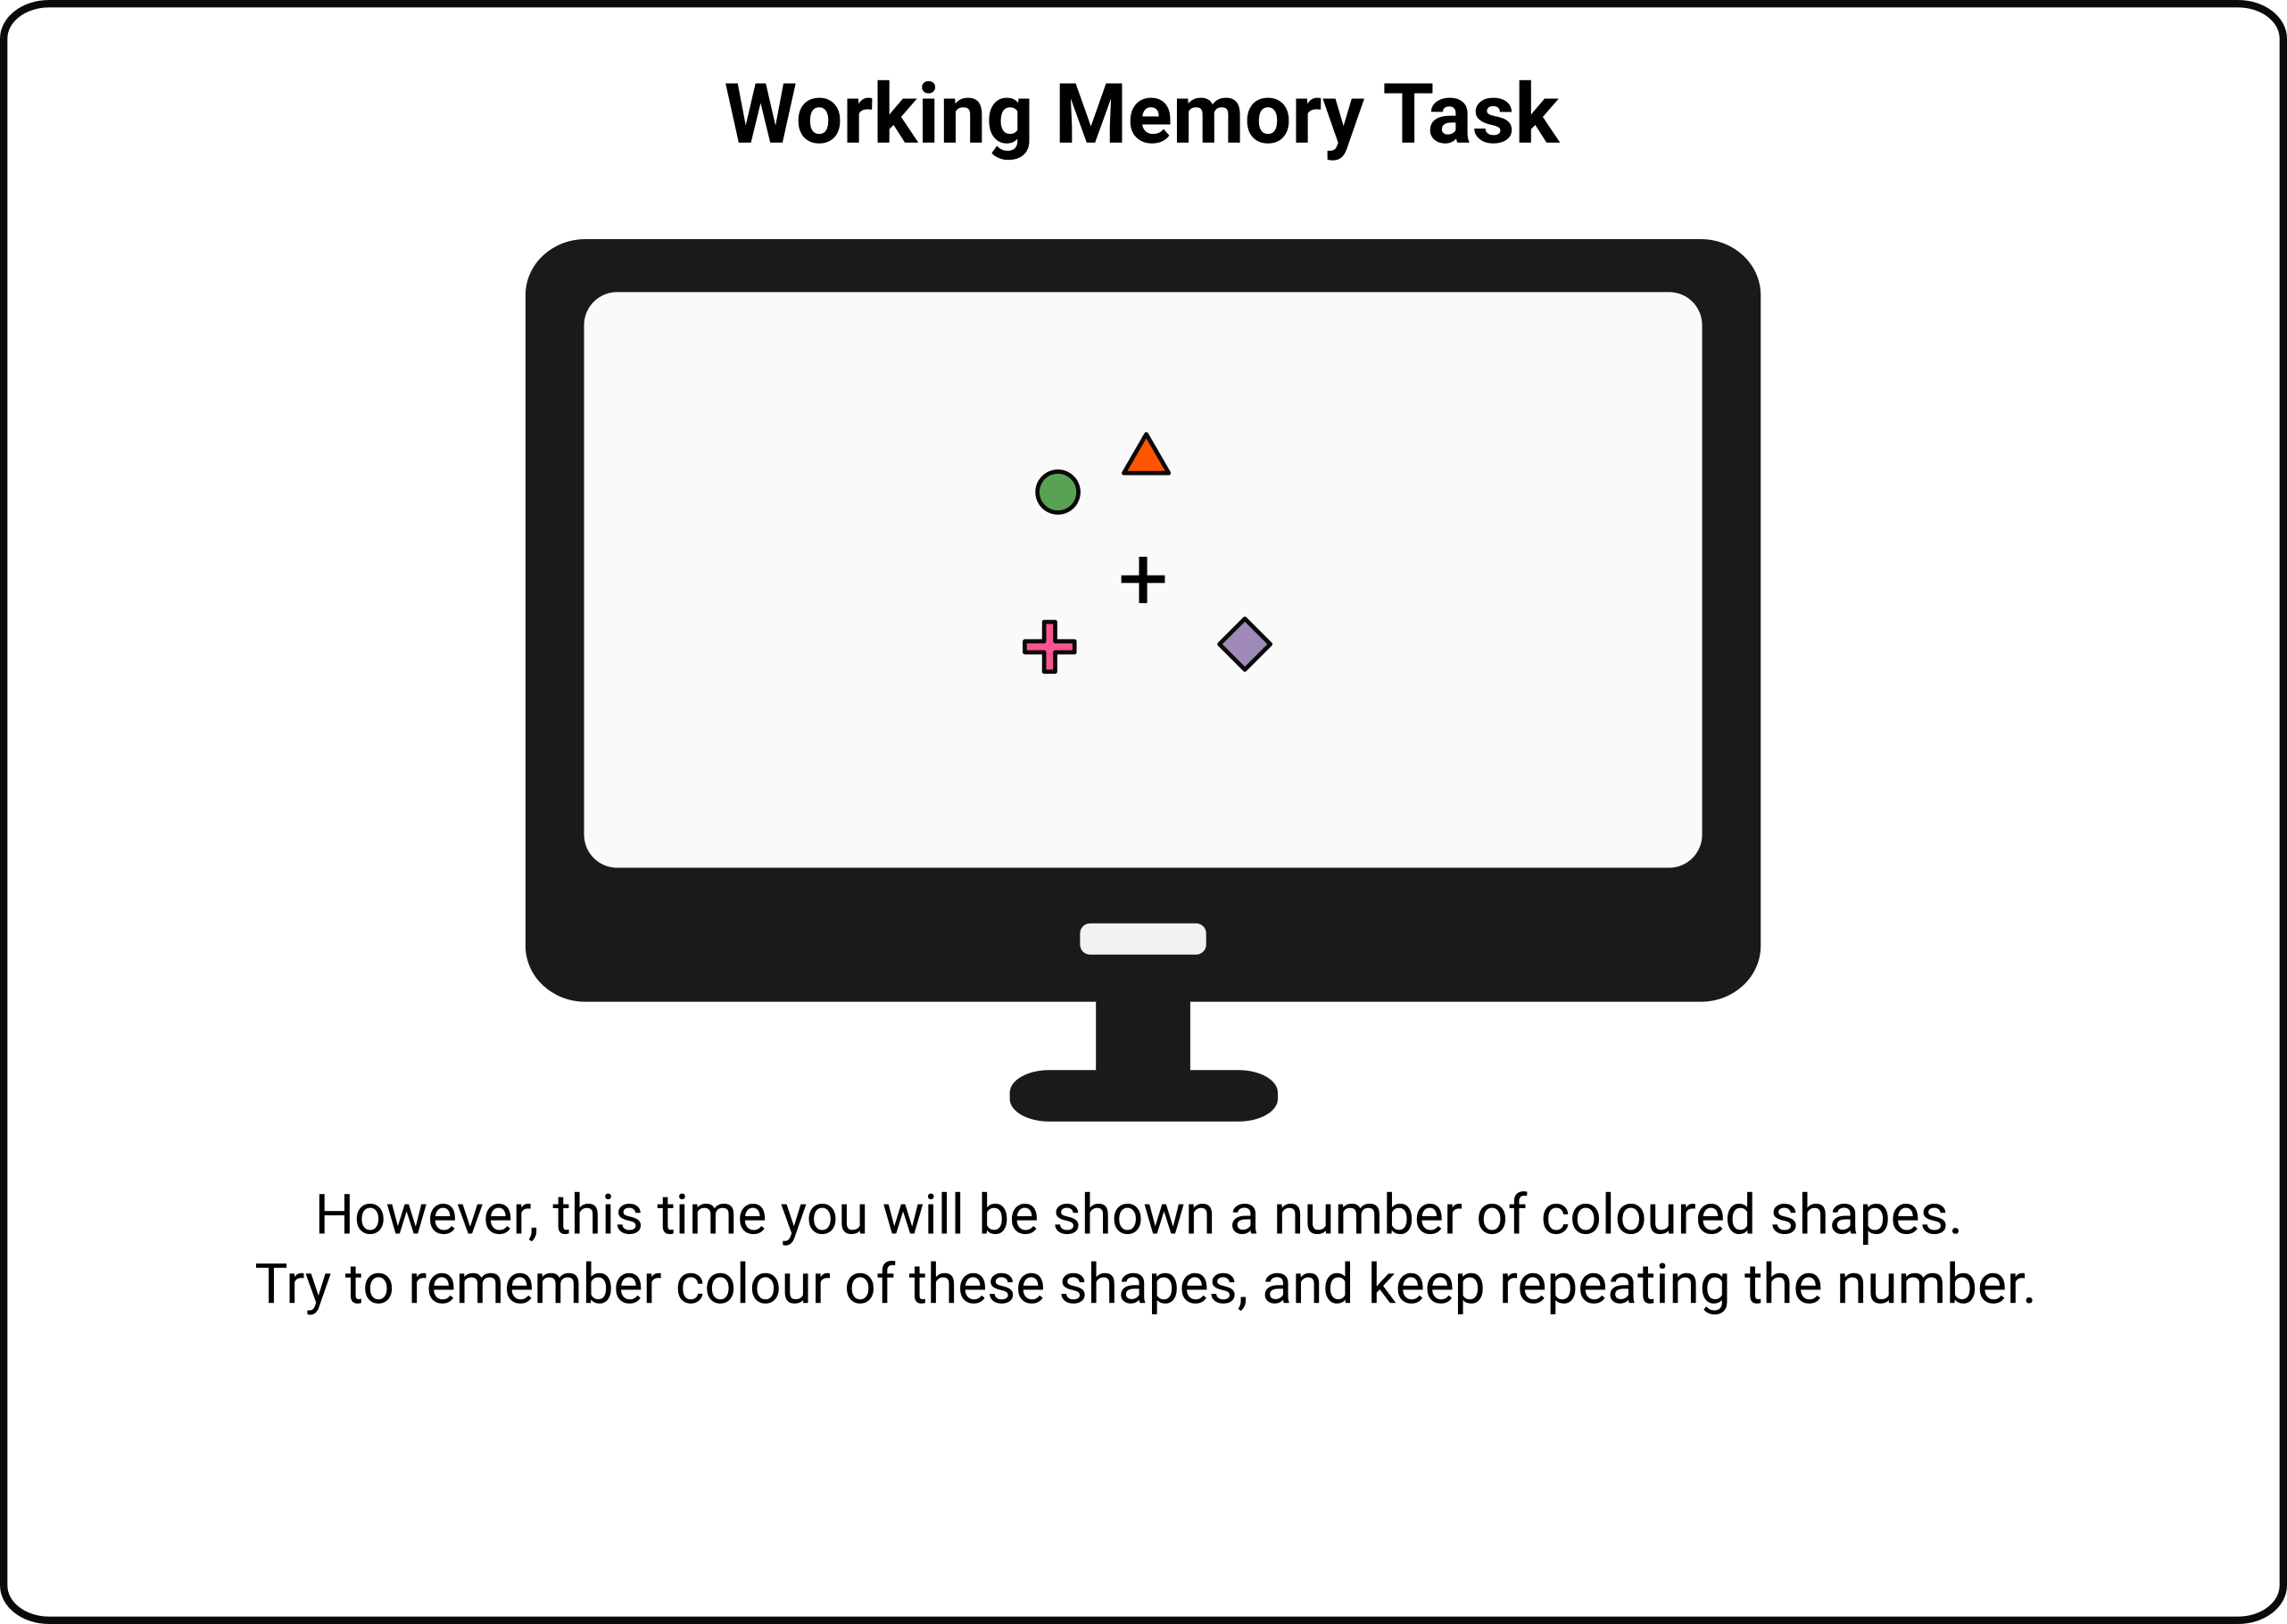 Working Memory Task
+
However, this time you will be shown a number of coloured shapes.
Try to remember colour of these shapes, and keep repeating the number.